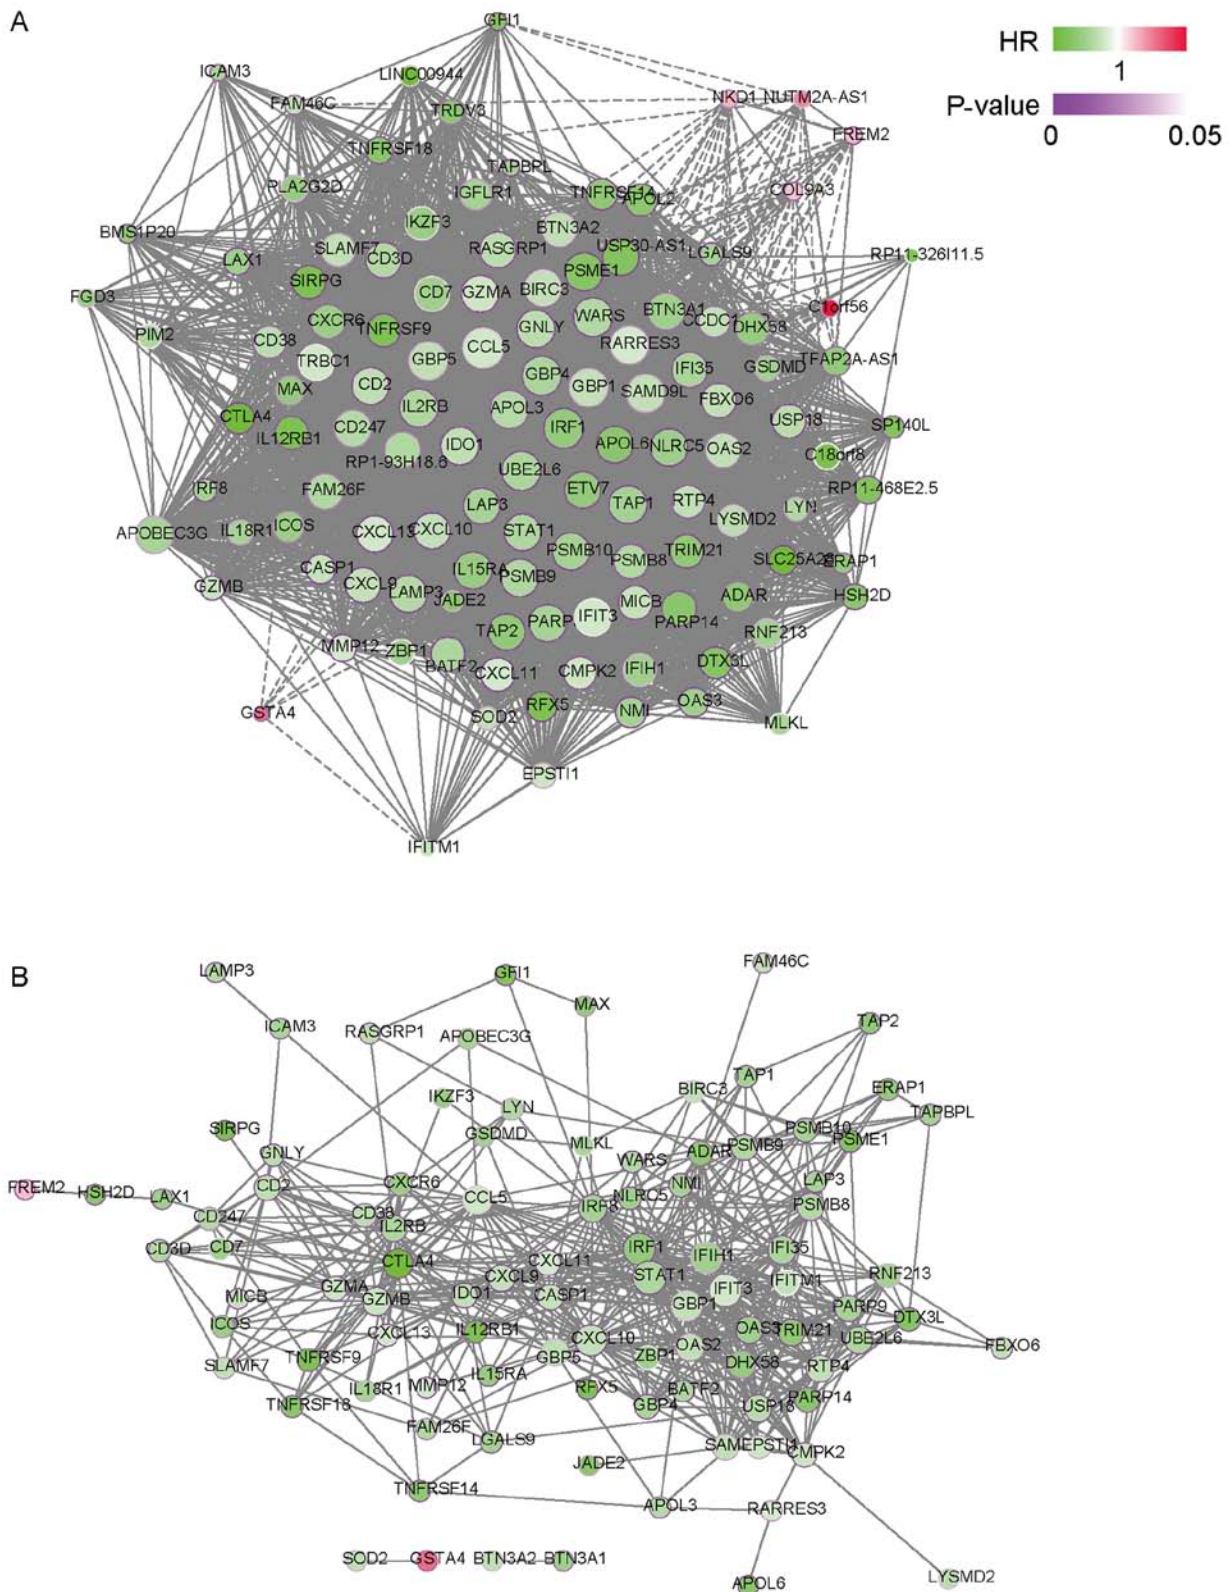 A
GFI1
HR
1
P-value
0
0.05
ICAM3
LINC00944
FAM46C
TRDV3
NKD1
NUTM2A-AS1
FREM2
TNFRSF18
TAPBPL
PLA2G2D
IGFLR1
TNFRSF14
APOL2
COL9A3
BMS1P20
IKZF3
BTN3A2
SLAMF7
CD3D
RASGRP1
USP30-AS1
LGALS9
RP11-326I11.5
LAX1
SIRPG
PSME1
FGD3
CD7
GZMA
BIRC3
C1orf56
PIM2
CXCR6
TNFRSF9
GNLY
WARS
BTN3A1
CCDC1
DHX58
CD38
TRBC1
GBP5
CCL5
RARRES3
GSDMD
TFAP2A-AS1
MAX
CD2
GBP4
GBP1
IFI35
SAMD9L
FBXO6
CTLA4
IL12RB1
CD247
IL2RB
APOL3
IRF1
APOL6
NLRC5
OAS2
USP18
SP140L
C18orf8
RP1-93H18.6
IDO1
UBE2L6
IRF8
FAM26F
ETV7
TAP1
RTP4
RP11-468E2.5
APOBEC3G
IL18R1
ICOS
LAP3
LYSMD2
LYN
CXCL13
CXCL10
STAT1
PSMB10
PSMB8
TRIM21
SLC25A28
ERAP1
GZMB
CASP1
CXCL9
LAMP3
IL15RA
PSMB9
JADE2
MICB
ADAR
HSH2D
TAP2
PARP
IFIT3
PARP14
RNF213
MMP12
ZBP1
BATF2
CXCL11
CMPK2
IFIH1
DTX3L
GSTA4
SOD2
RFX5
NMI
OAS3
MLKL
EPSTI1
IFITM1
B
LAMP3
GFI1
FAM46C
ICAM3
RASGRP1
APOBEC3G
MAX
TAP2
TAP1
BIRC3
ERAP1
IKZF3
LYN
TAPBPL
SIRPG
GSDMD
MLKL
PSMB10
PSME1
GNLY
WARS
ADAR
PSMB9
FREM2
HSH2D
LAX1
CD2
CXCR6
CCL5
NLRC5
NMI
LAP3
CD247
CD38
IL2RB
IRF8
PSMB8
CD3D
CD7
CTLA4
CXCL11
IRF1
IFIH1
IFI35
MICB
GZMA
CXCL9
STAT1
IFIT3
IFITM1
RNF213
ICOS
GZMB
IDO1
CASP1
GBP1
PARP9
DTX3L
CXCL13
IL12RB1
CXCL10
OAS2
OAS3
TRIM21
UBE2L6
FBXO6
SLAMF7
TNFRSF9
GBP5
ZBP1
DHX58
RTP4
TNFRSF18
IL18R1
MMP12
IL15RA
RFX5
BATF2
GBP4
USP18
PARP14
FAM26F
LGALS9
SAMEPSTI1
CMPK2
JADE2
TNFRSF14
APOL3
RARRES3
SOD2
GSTA4
BTN3A2
BTN3A1
APOL6
LYSMD2